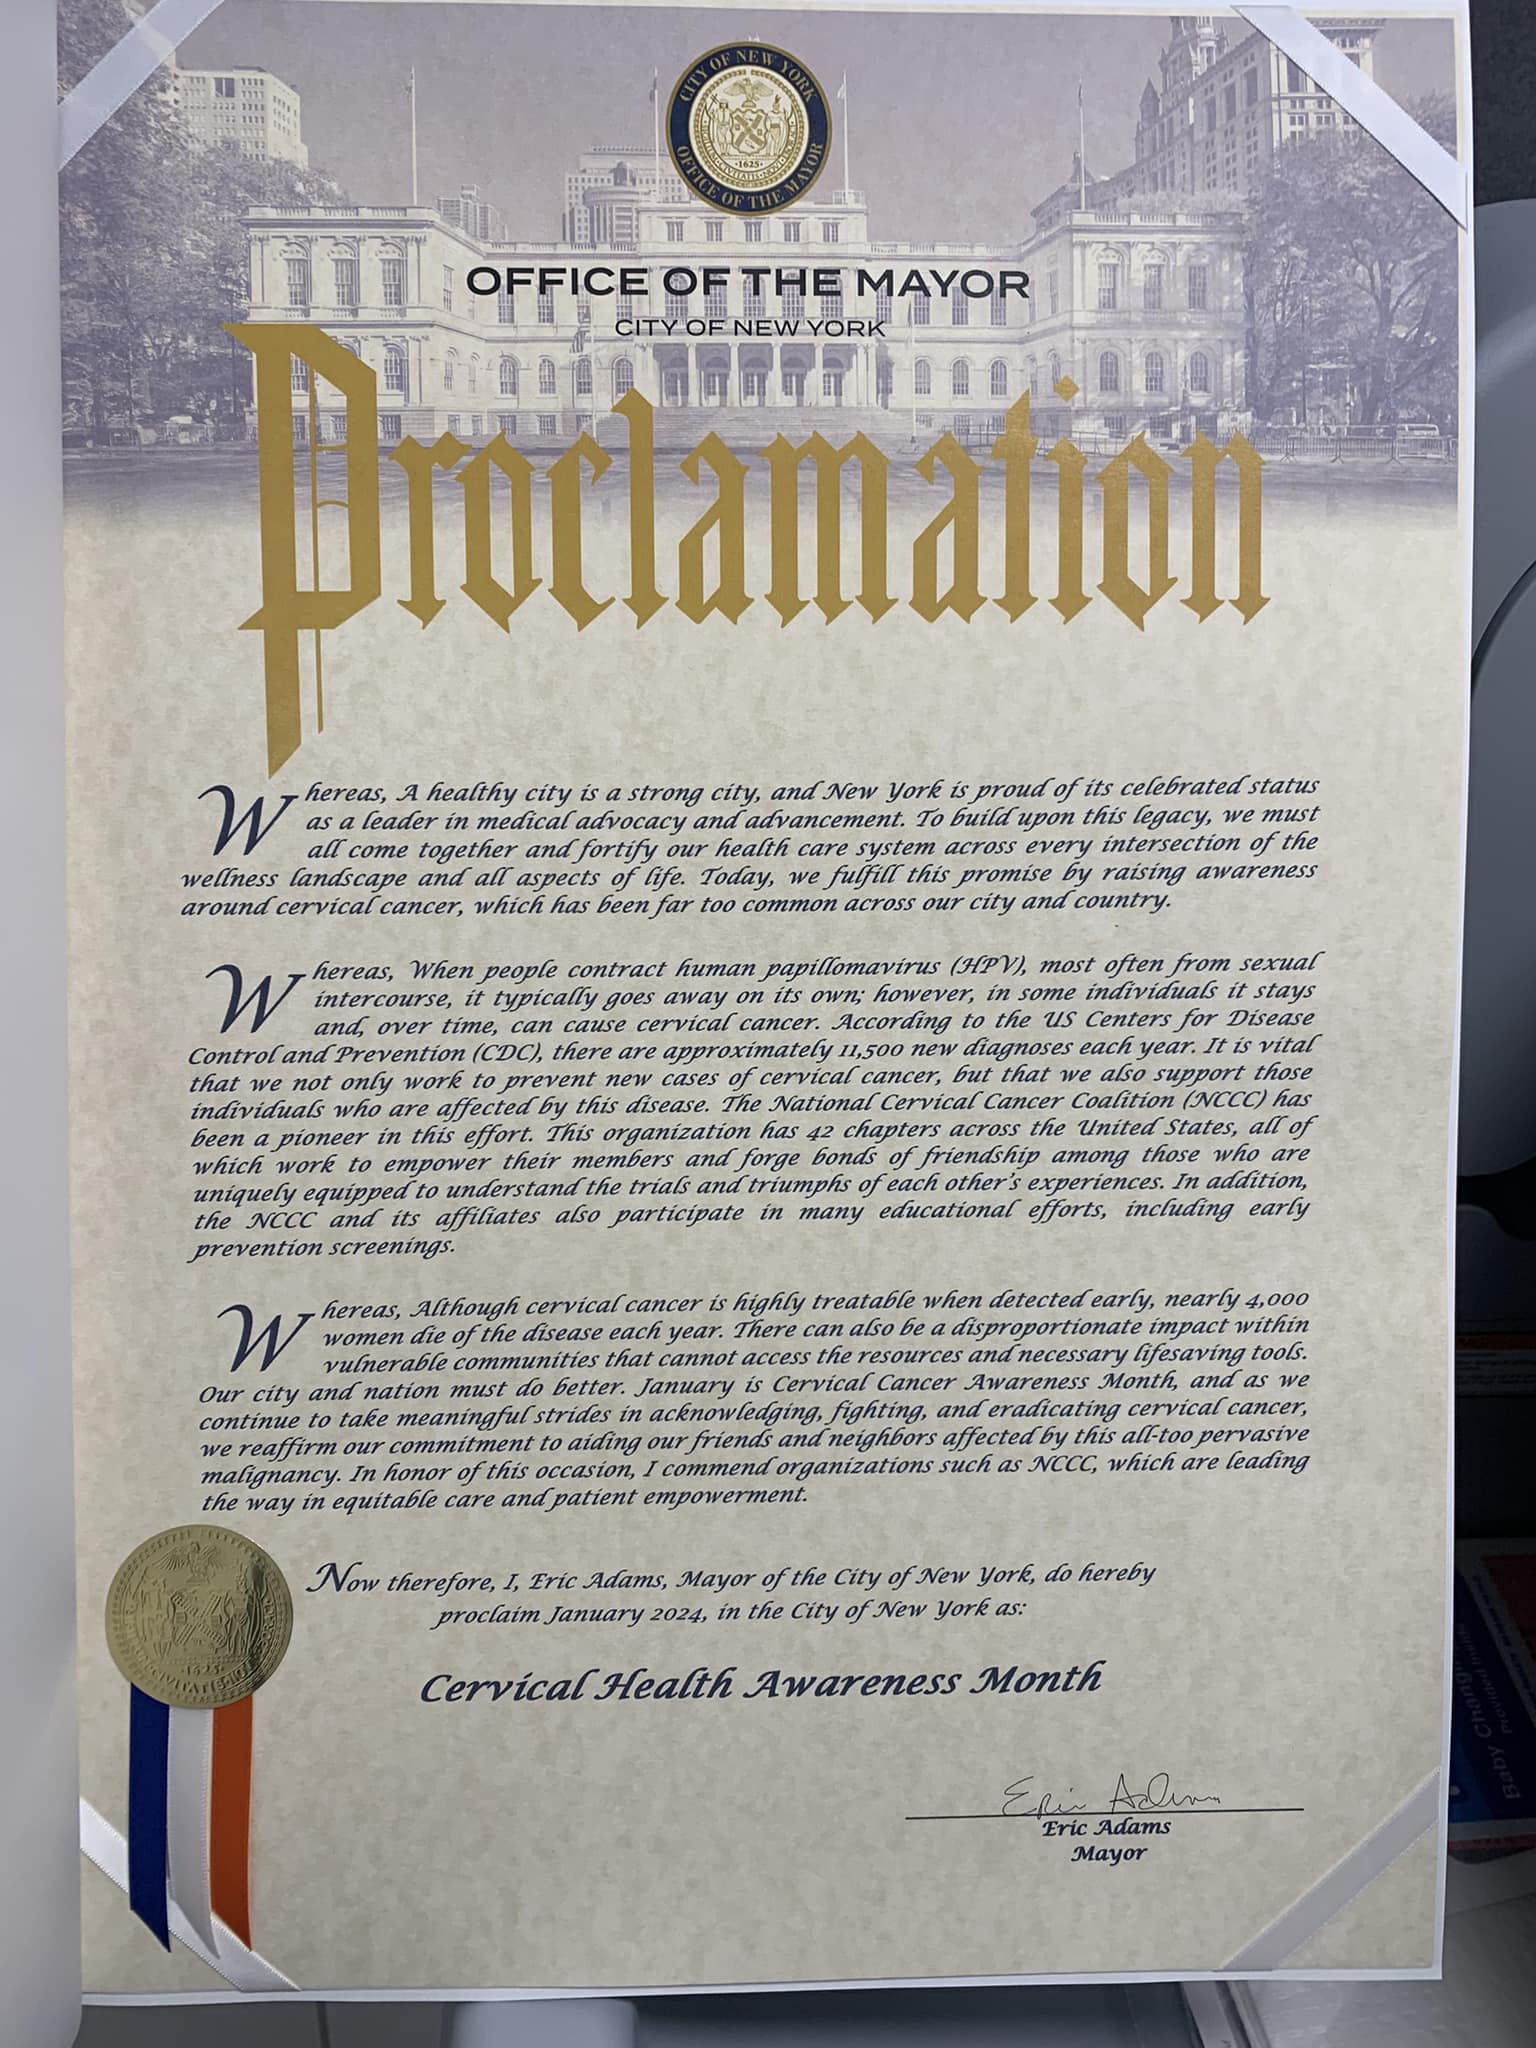 CITY OF NEW YORK
1625
OFFICE OF THE MAYOR
OFFICE OF THE MAYOR
CITY OF NEW YORK
Proclamation
Whereas, A healthy city is a strong city, and New York is proud of its celebrated status
as a leader in medical advocacy and advancement. To build upon this legacy, we must
all come together and fortify our health care system across every intersection of the
wellness landscape and all aspects of life. Today, we fulfill this promise by raising awareness
around cervical cancer, which has been far too common across our city and country.
Whereas, When people contract human papillomavirus (HPV), most often from sexual
intercourse, it typically goes away on its own; however, in some individuals it stays
and, over time, can cause cervical cancer. According to the US Centers for Disease
Control and Prevention (CDC), there are approximately 11,500 new diagnoses each year. It is vital
that we not only work to prevent new cases of cervical cancer, but that we also support those
individuals who are affected by this disease. The National Cervical Cancer Coalition (NCCC) has
been a pioneer in this effort. This organization has 42 chapters across the United States, all of
which work to empower their members and forge bonds of friendship among those who are
uniquely equipped to understand the trials and triumphs of each other's experiences. In addition,
the NCCC and its affiliates also participate in many educational efforts, including early
prevention screenings.
Whereas, Although cervical cancer is highly treatable when detected early, nearly 4,000
women die of the disease each year. There can also be a disproportionate impact within
vulnerable communities that cannot access the resources and necessary lifesaving tools.
Our city and nation must do better. January is Cervical Cancer Awareness Month, and as we
continue to take meaningful strides in acknowledging, fighting, and eradicating cervical cancer,
we reaffirm our commitment to aiding our friends and neighbors affected by this all-too pervasive
malignancy. In honor of this occasion, I commend organizations such as NCCC, which are leading
the way in equitable care and patient empowerment.
Now therefore, I, Eric Adams, Mayor of the City of New York, do hereby
proclaim January 2024, in the City of New York as:
Cervical Health Awareness Month
Eric Adams
Eric Adams
Mayor
1625
Baby Chang